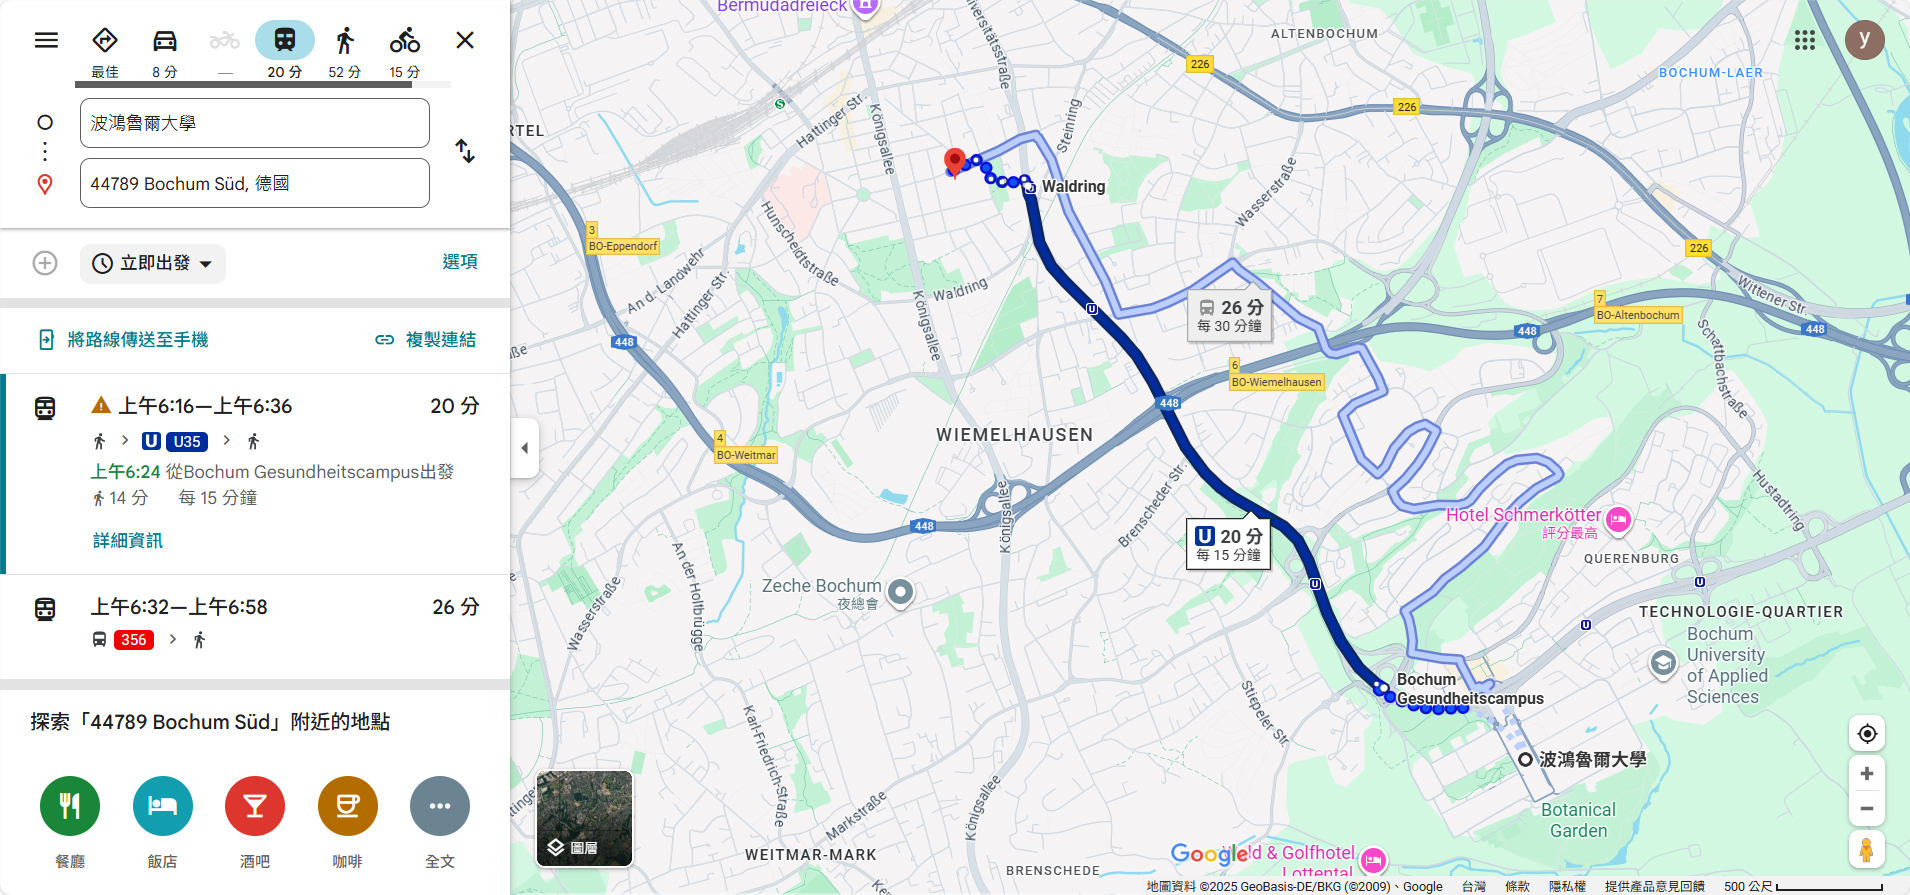 最佳
8 分
—
20 分
52 分
15 分
波鴻魯爾大學
44789 Bochum Süd, 德國
立即出發
選項
將路線傳送至手機
複製連結
上午6:16—上午6:36
20 分
U U35
上午6:24 從Bochum Gesundheitscampus出發
14 分
每 15 分鐘
詳細資訊
上午6:32—上午6:58
26 分
356
探索「44789 Bochum Süd」附近的地點
餐廳
飯店
酒吧
咖啡
全文
Bermudadreieck
ALTENBOCHUM
y
226
BOCHUM-LAER
226
RTEL
Hattinger Str.
Königsallee
Steinring
Waldring
Wasserstraße
3
BO-Eppendorf
Hunscheidtstraße
226
An d. Landwehr
Hattinger Str.
Waldring
Königsallee
Wittener Str.
7
BO-Altenbochum
26 分
每 30 分鐘
448
448
448
Schattbachstraße
6
BO-Wiemelhausen
448
4
BO-Weitmar
WIEMELHAUSEN
Königsallee
Brenscheder Str.
Hustadtring
448
Hotel Schmerkötter
評分最高
U 20 分
每 15 分鐘
QUERENBURG
An der Holtbrügge
Wasserstraße
Zeche Bochum
夜總會
TECHNOLOGIE-QUARTIER
Bochum
University
of Applied
Sciences
Bochum
Gesundheitscampus
Stiepeler Str.
Karl-Friedrich-Straße
波鴻魯爾大學
Markstraße
Königsallee
Botanical
Garden
圖層
WEITMAR-MARK
BRENSCHEDE
Google
& Golfhotel
Lottental
地圖資料 ©2025 GeoBasis-DE/BKG (©2009)、Google
台灣
條款
隱私權
提供產品意見回饋
500 公尺